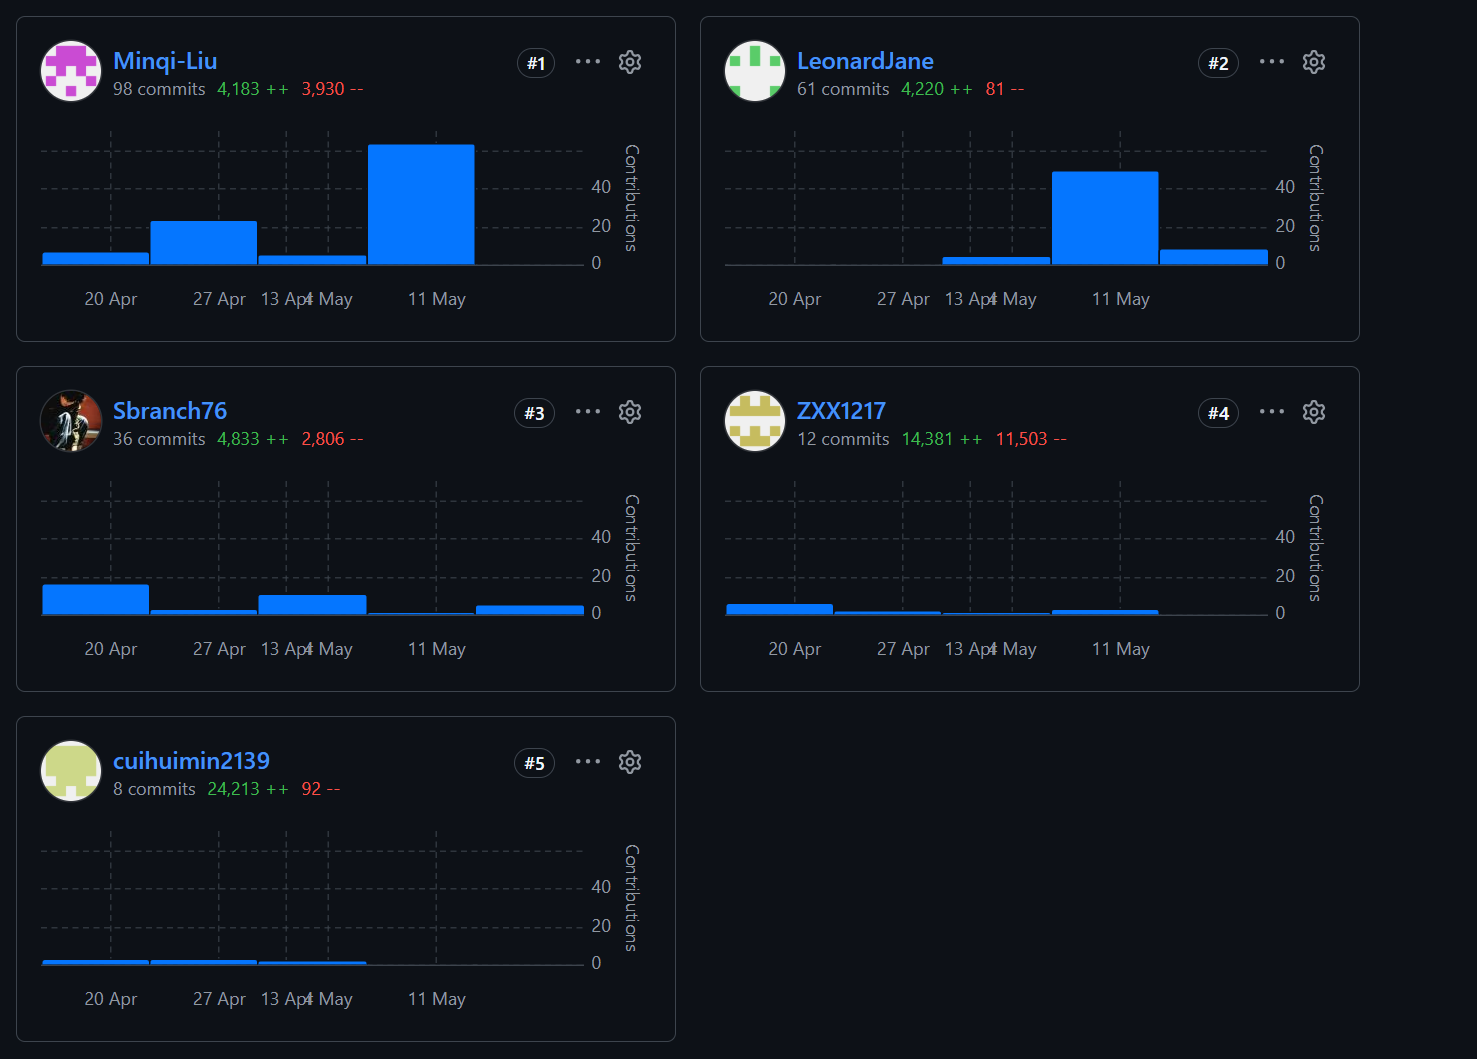 Minqi-Liu
#1
98 commits 4,183 ++ 3,930 --
Contributions
40
20
0
20 Apr 27 Apr 13 Apr 4 May 11 May
LeonardJane
#2
61 commits 4,220 ++ 81 --
Contributions
40
20
0
20 Apr 27 Apr 13 Apr 4 May 11 May
Sbranch76
#3
36 commits 4,833 ++ 2,806 --
Contributions
40
20
0
20 Apr 27 Apr 13 Apr 4 May 11 May
ZXX1217
#4
12 commits 14,381 ++ 11,503 --
Contributions
40
20
0
20 Apr 27 Apr 13 Apr 4 May 11 May
cuihuimin2139
#5
8 commits 24,213 ++ 92 --
Contributions
40
20
0
20 Apr 27 Apr 13 Apr 4 May 11 May